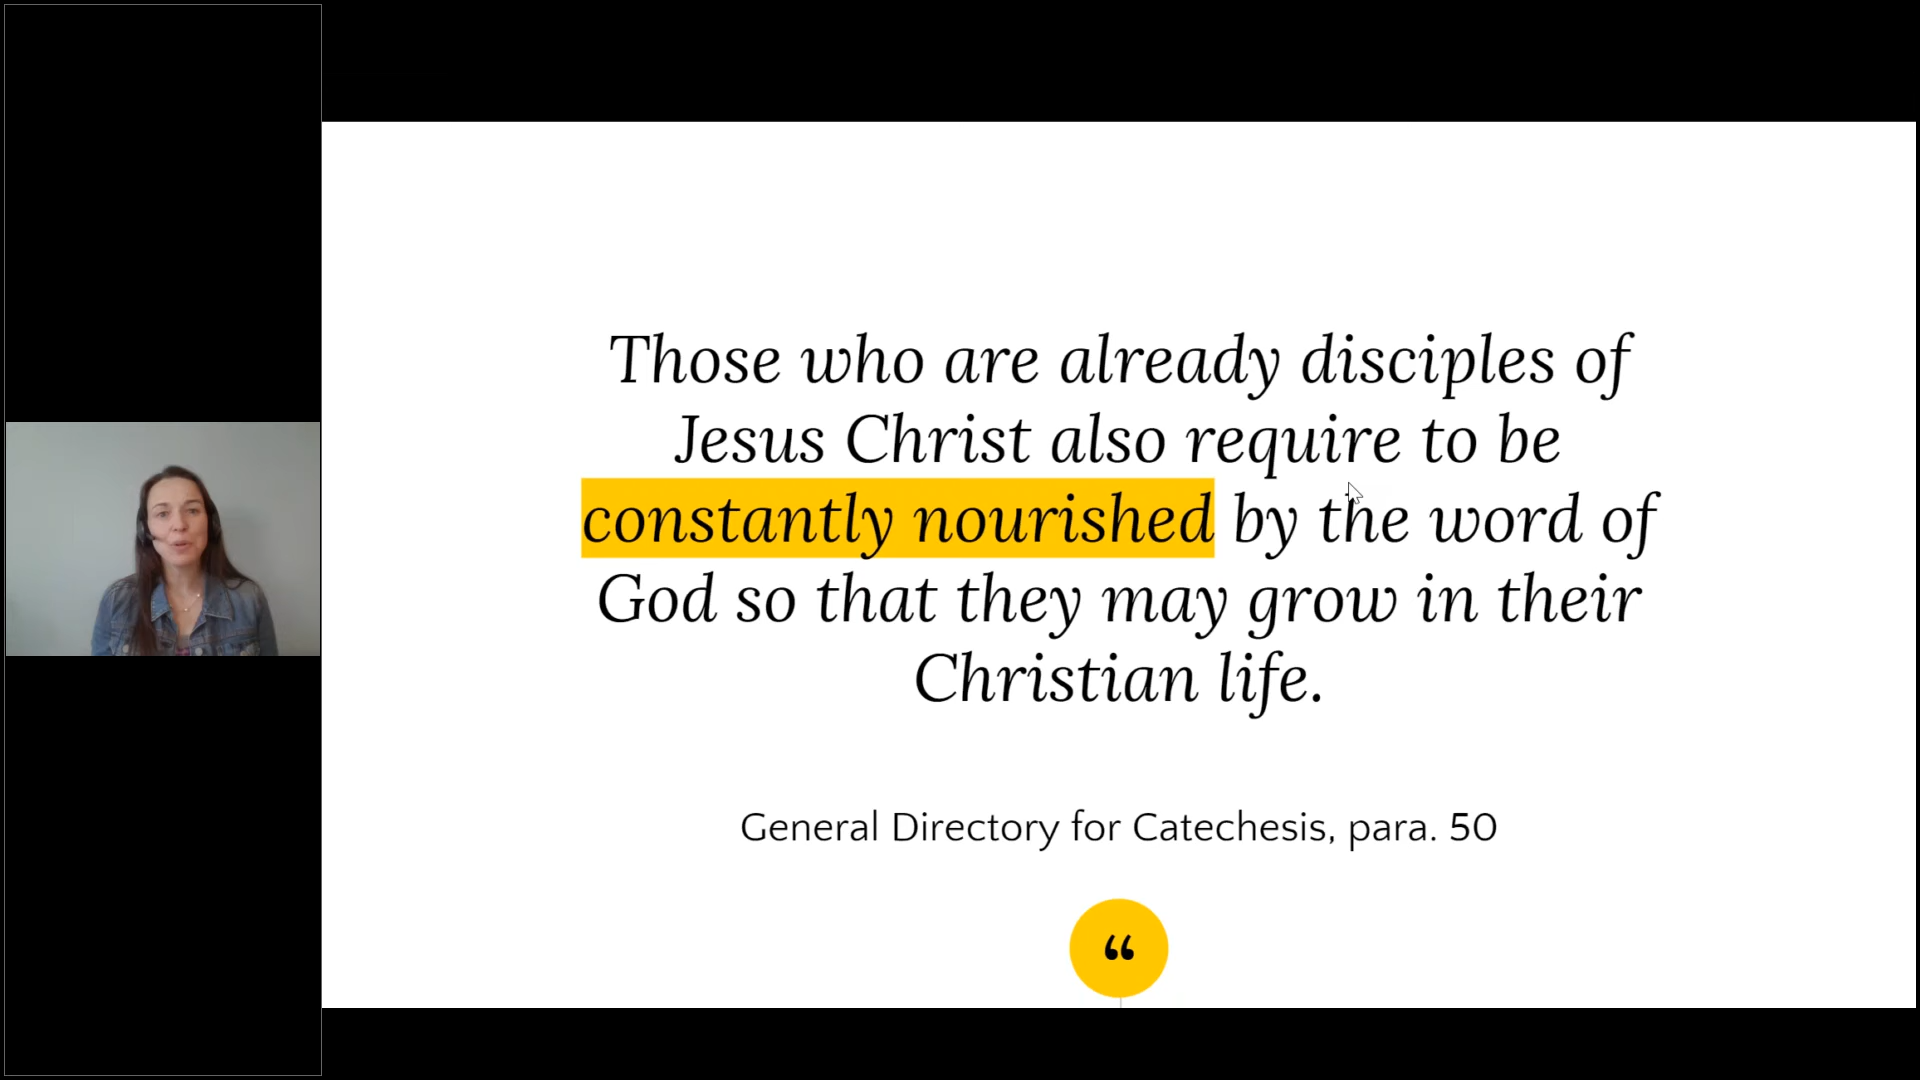 Those who are already disciples of
Jesus Christ also require to be
constantly nourished by the word of
God so that they may grow in their
Christian life.
General Directory for Catechesis, para. 50
“